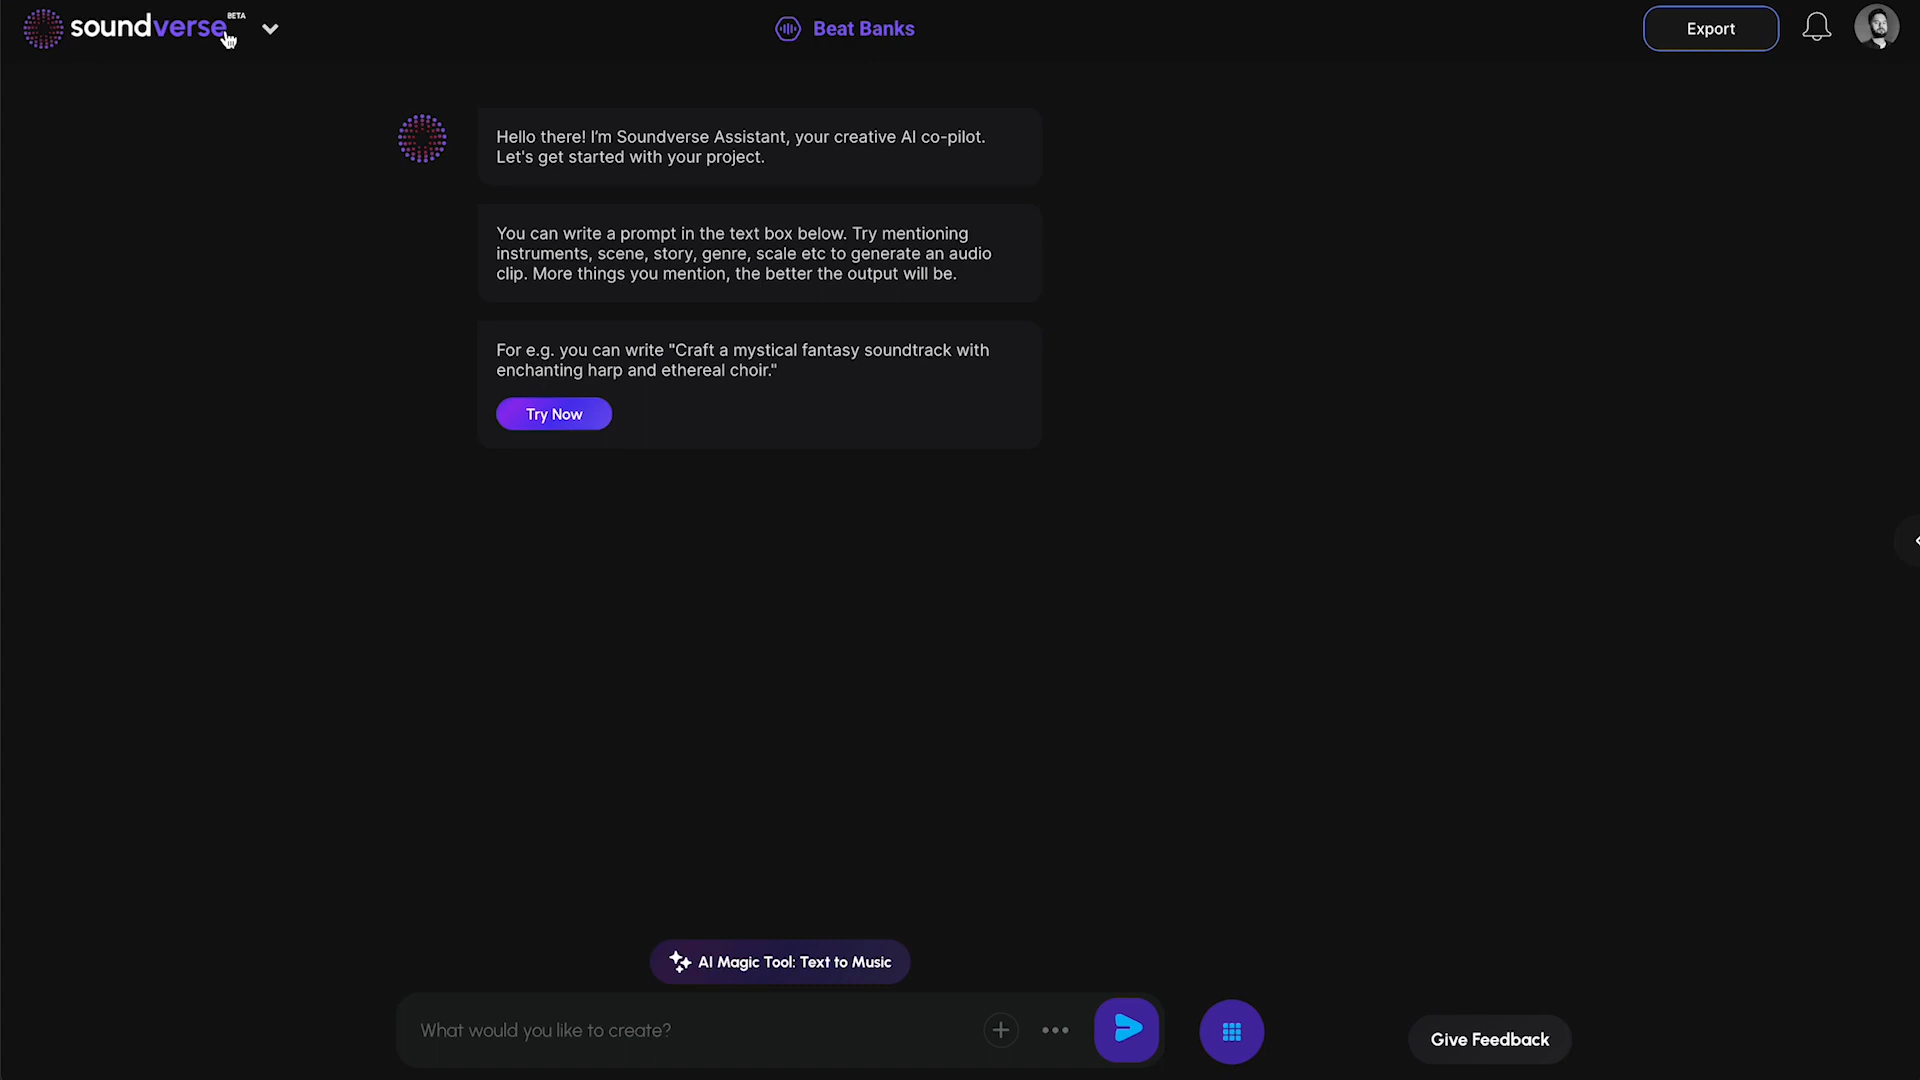 soundverse BETA
Beat Banks
Export
Hello there! I'm Soundverse Assistant, your creative AI co-pilot.
Let's get started with your project.
You can write a prompt in the text box below. Try mentioning
instruments, scene, story, genre, scale etc to generate an audio
clip. More things you mention, the better the output will be.
For e.g. you can write "Craft a mystical fantasy soundtrack with
enchanting harp and ethereal choir."
Try Now
AI Magic Tool: Text to Music
What would you like to create?
Give Feedback